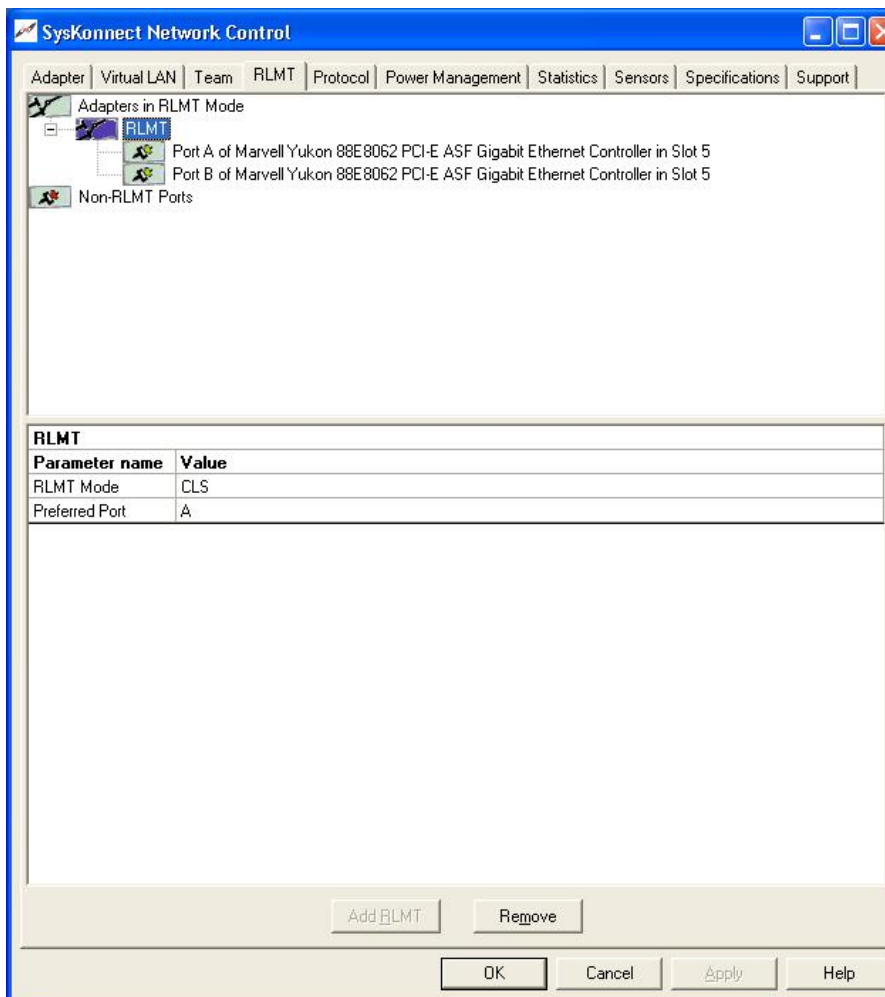 SysKonnect Network Control
Adapter Virtual LAN Team RLMT Protocol Power Management Statistics Sensors Specifications Support
Adapters in RLMT Mode
RLMT
Port A of Marvell Yukon 88E8062 PCI-E ASF Gigabit Ethernet Controller in Slot 5
Port B of Marvell Yukon 88E8062 PCI-E ASF Gigabit Ethernet Controller in Slot 5
Non-RLMT Ports
RLMT
Parameter name Value
RLMT Mode CLS
Preferred Port A
Add RLMT Remove
OK Cancel Apply Help